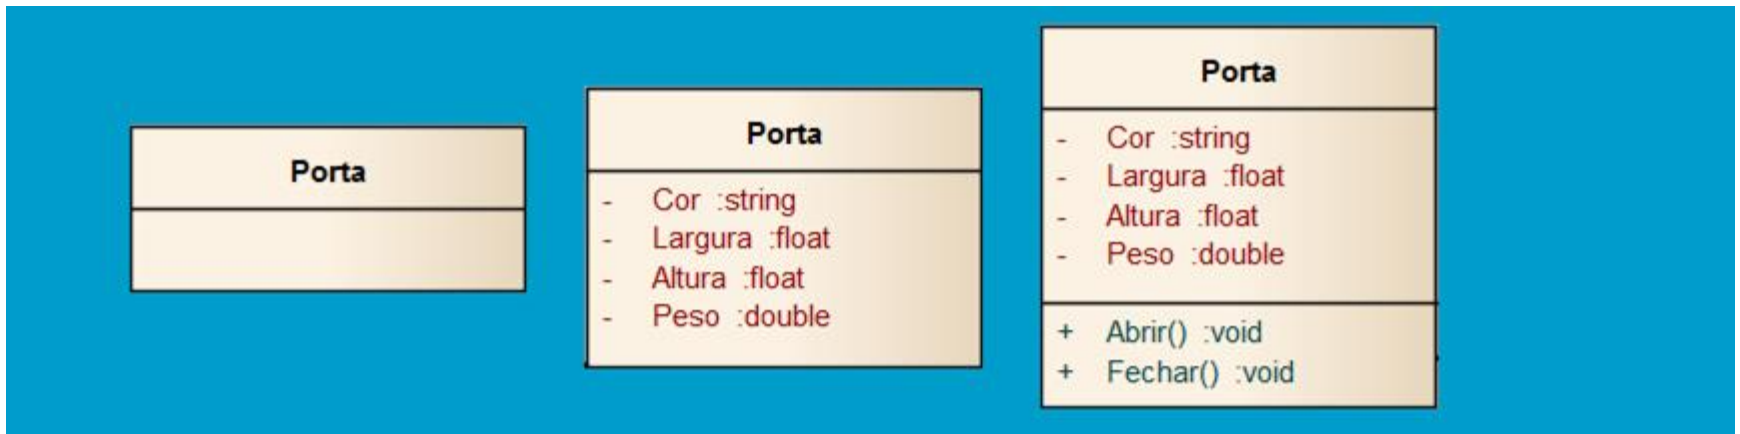 Porta
Porta
- Cor :string
- Largura :float
- Altura :float
- Peso :double
Porta
- Cor :string
- Largura :float
- Altura :float
- Peso :double
+ Abrir() :void
+ Fechar() :void